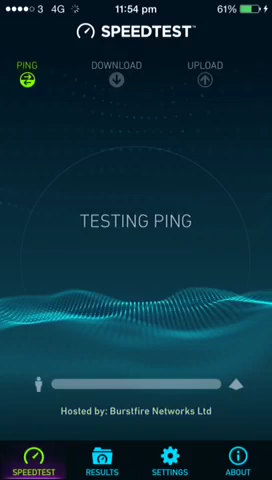 3 4G 11:54 pm 61%
SPEEDTEST™
PING DOWNLOAD UPLOAD
TESTING PING
Hosted by: Burstfire Networks Ltd
SPEEDTEST RESULTS SETTINGS ABOUT